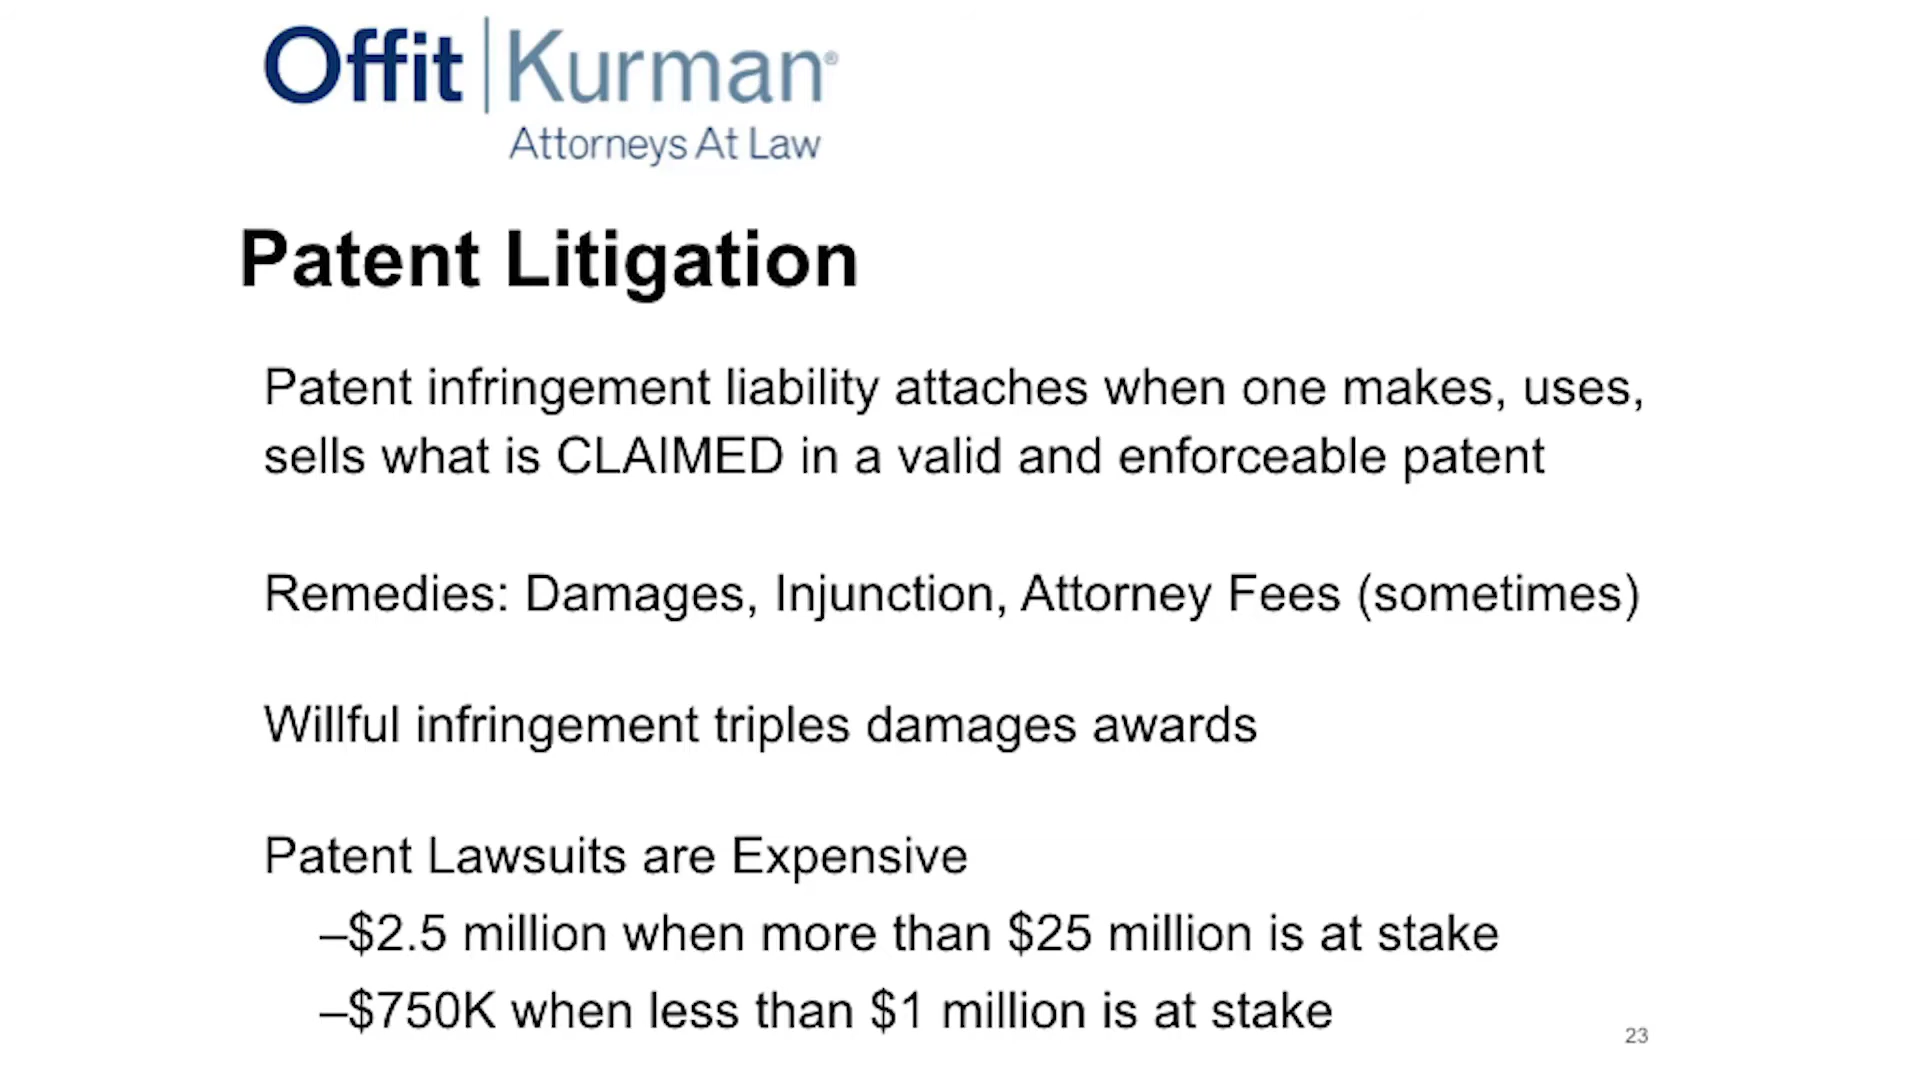 Offit | Kurman®
Attorneys At Law
Patent Litigation
Patent infringement liability attaches when one makes, uses,
sells what is CLAIMED in a valid and enforceable patent
Remedies: Damages, Injunction, Attorney Fees (sometimes)
Willful infringement triples damages awards
Patent Lawsuits are Expensive
–$2.5 million when more than $25 million is at stake
–$750K when less than $1 million is at stake
23